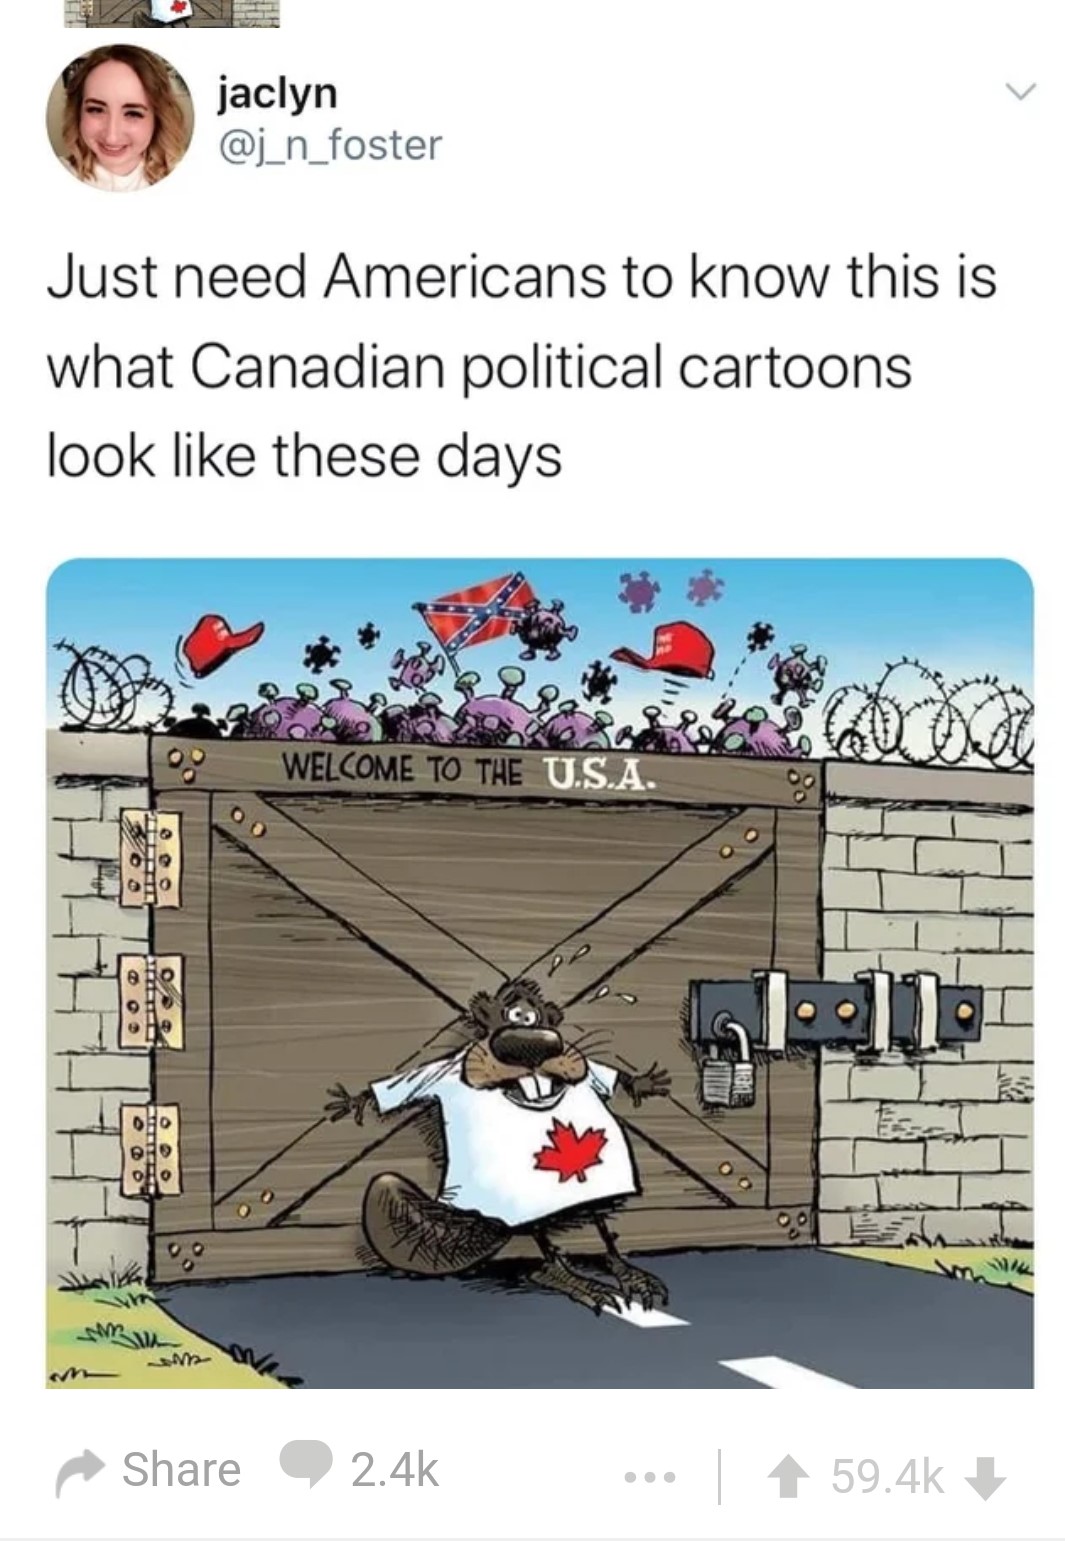 jaclyn
@j_n_foster
Just need Americans to know this is
what Canadian political cartoons
look like these days
WELCOME TO THE U.S.A.
Share 2.4k 59.4k